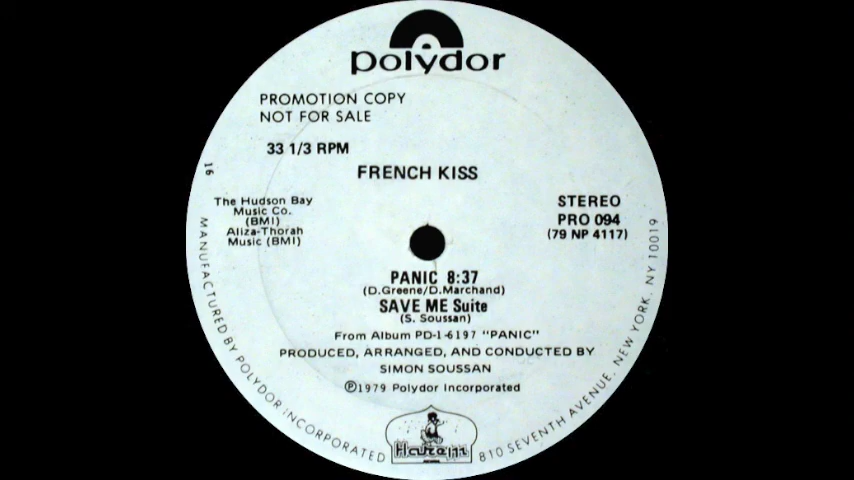 polydor
PROMOTION COPY
NOT FOR SALE
33 1/3 RPM
FRENCH KISS
16
The Hudson Bay
Music Co.
(BMI)
Aliza-Thorah
Music (BMI)
STEREO
PRO 094
(79 NP 4117)
PANIC 8:37
(D.Greene/D.Marchand)
SAVE ME Suite
(S. Soussan)
From Album PD-1-6197 "PANIC"
PRODUCED, ARRANGED, AND CONDUCTED BY
SIMON SOUSSAN
Ⓟ1979 Polydor Incorporated
Harem
MANUFACTURED BY POLYDOR INCORPORATED 810 SEVENTH AVENUE, NEW YORK, NY 10019